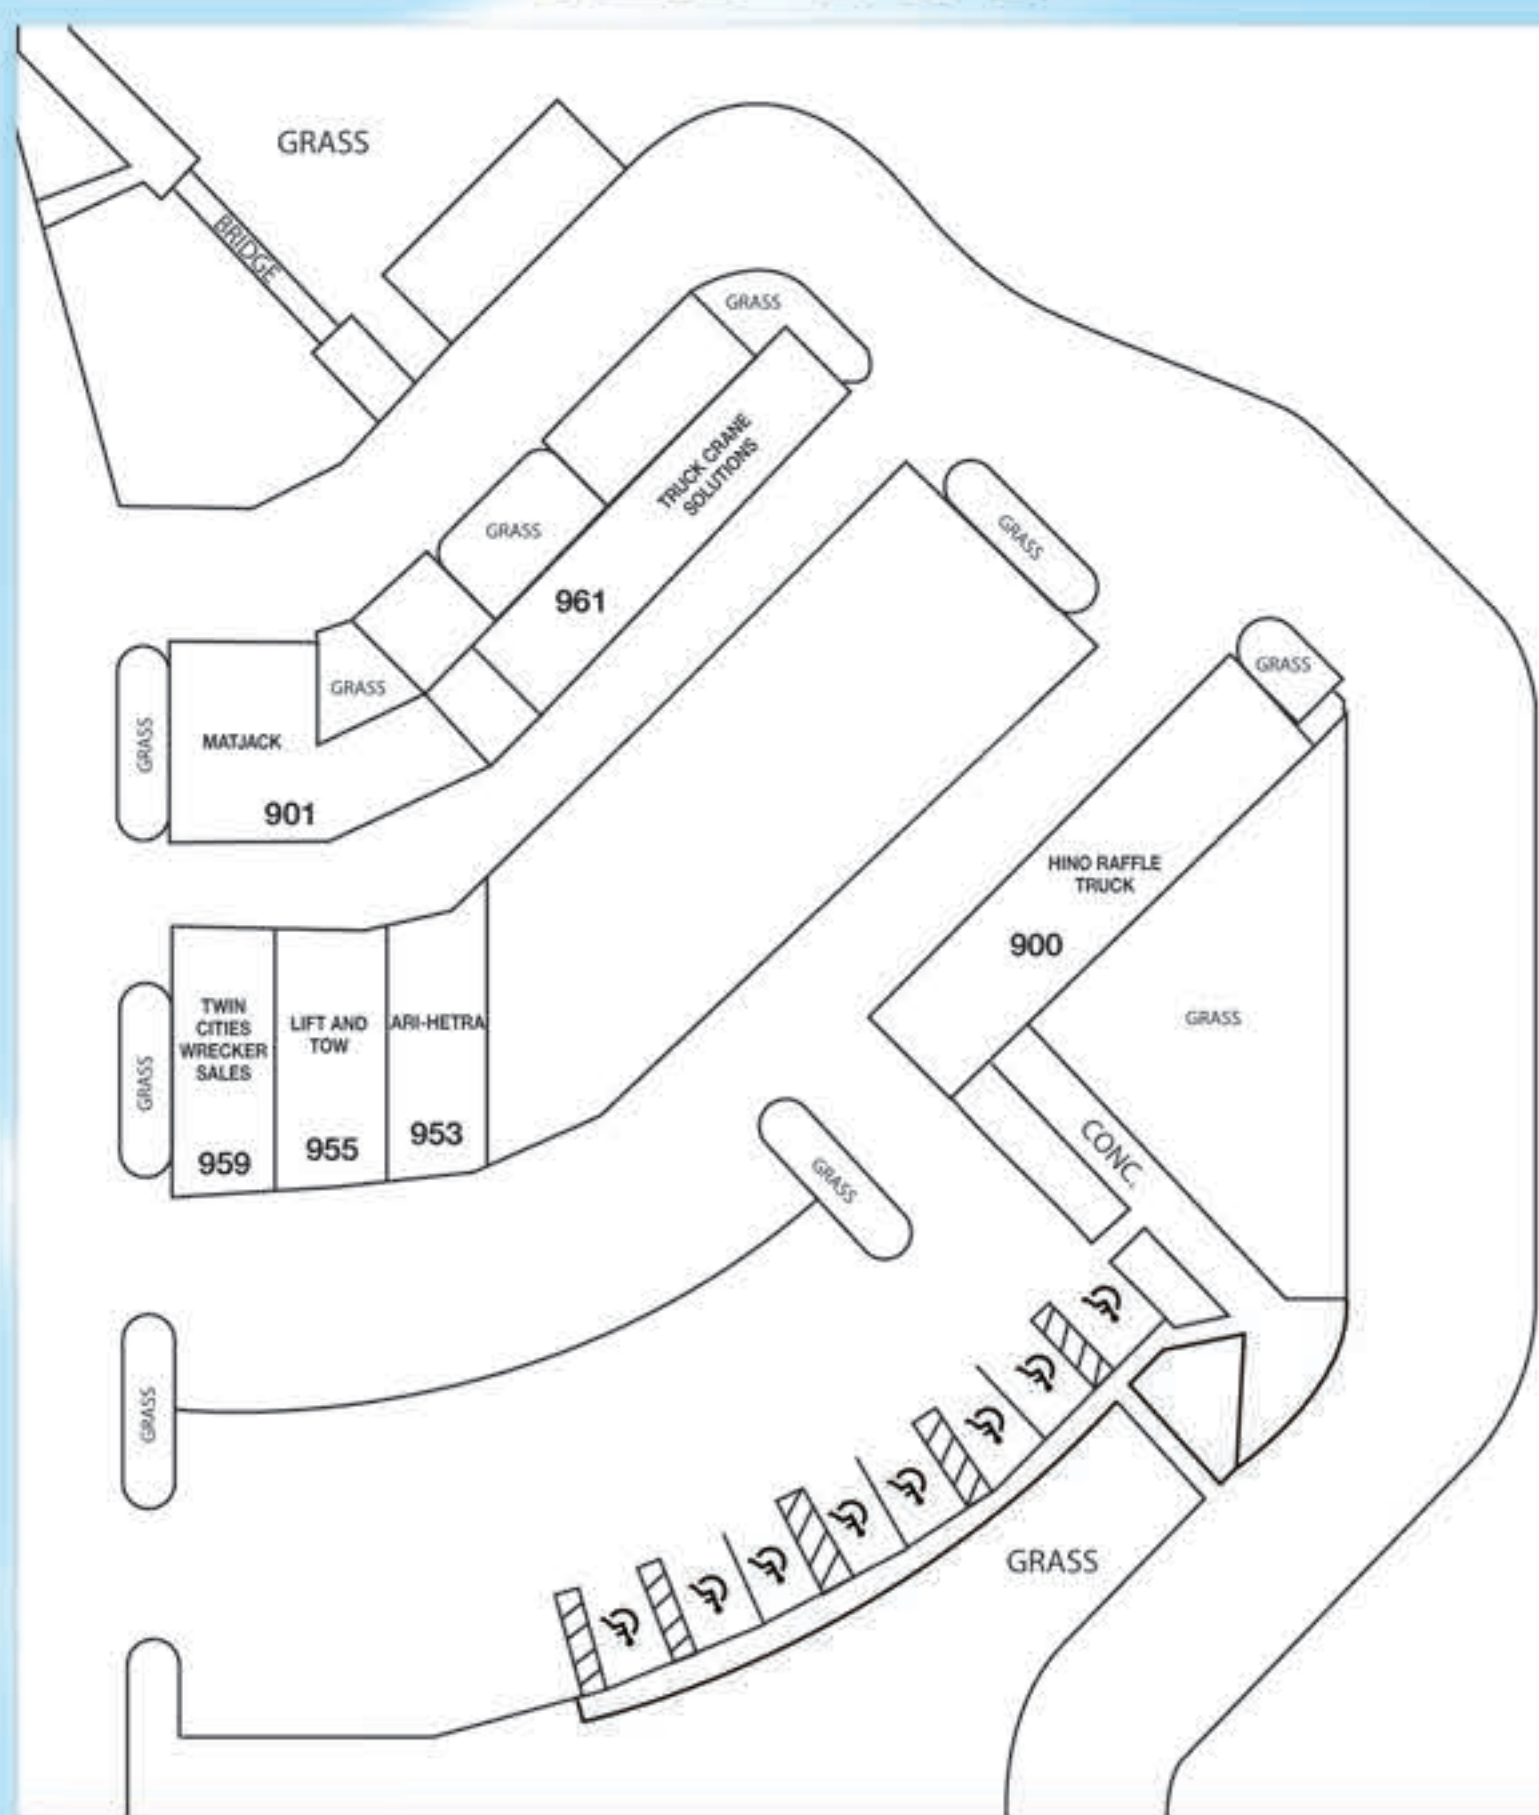 GRASS
BRIDGE
GRASS
TRUCK CRANE
SOLUTIONS
GRASS
GRASS
961
GRASS
GRASS
GRASS
MATJACK
901
HINO RAFFLE
TRUCK
900
TWIN
CITIES
WRECKER
SALES
959
LIFT AND
TOW
955
ARI-HETRA
953
GRASS
GRASS
CONC.
GRASS
GRASS
GRASS